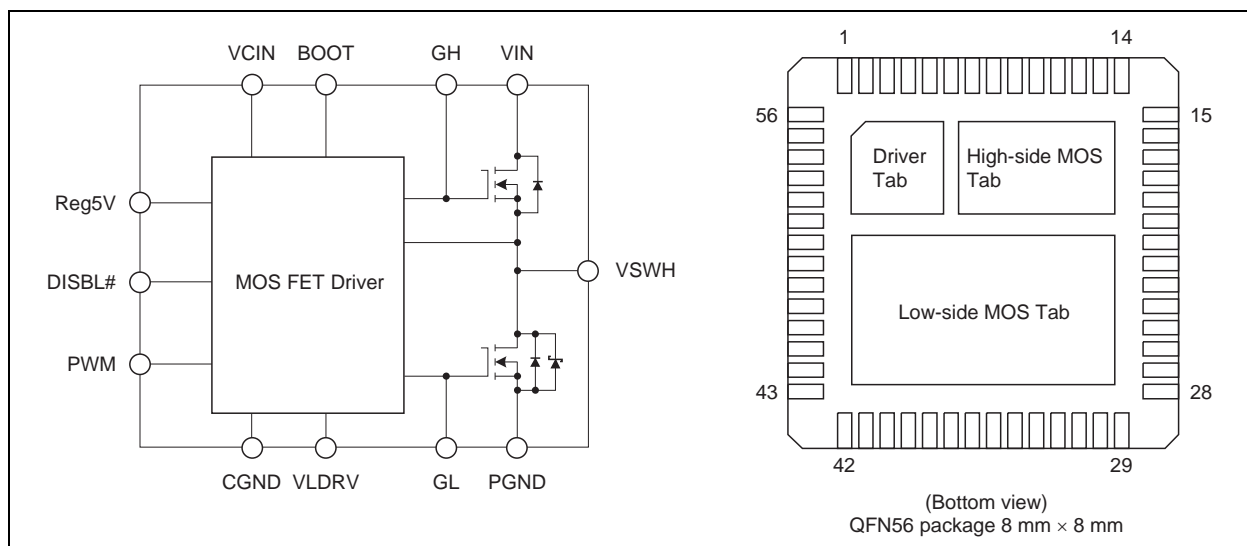 VCIN BOOT GH VIN
Reg5V
DISBL#
PWM
MOS FET Driver
VSWH
CGND VLDRV GL PGND
1 14
56 15
Driver
Tab
High-side MOS
Tab
Low-side MOS Tab
43 28
42 29
(Bottom view)
QFN56 package 8 mm × 8 mm